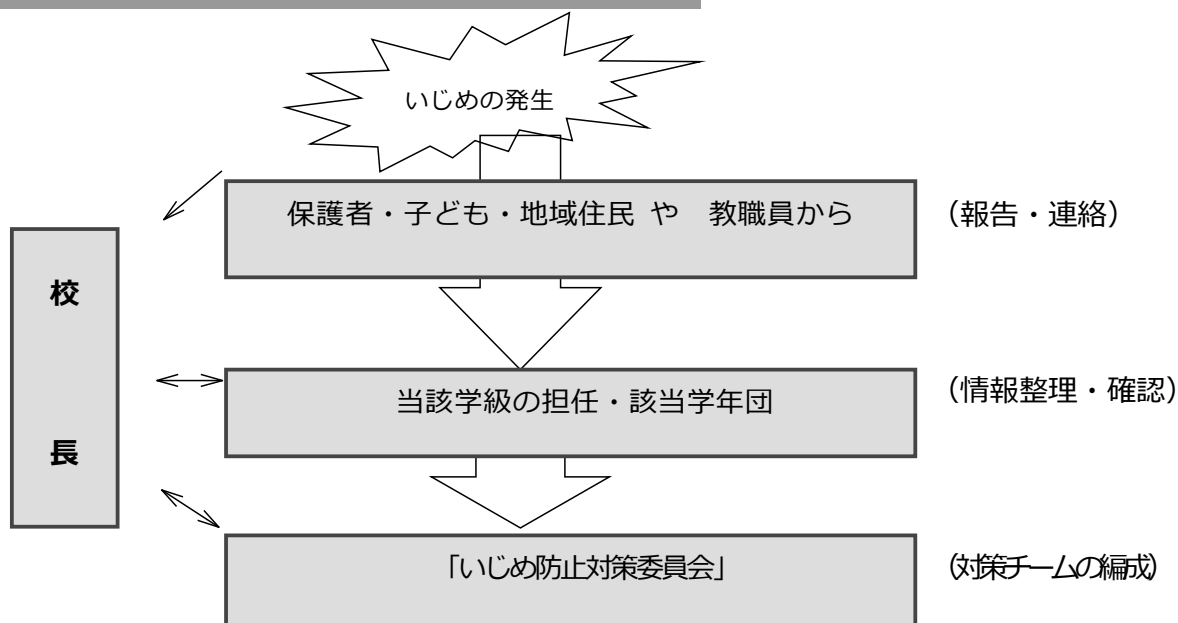 いじめの発生
保護者・子ども・地域住民 や 教職員から
(報告・連絡)
校
長
当該学級の担任・該当学年団
(情報整理・確認)
「いじめ防止対策委員会」
(対策チームの編成)